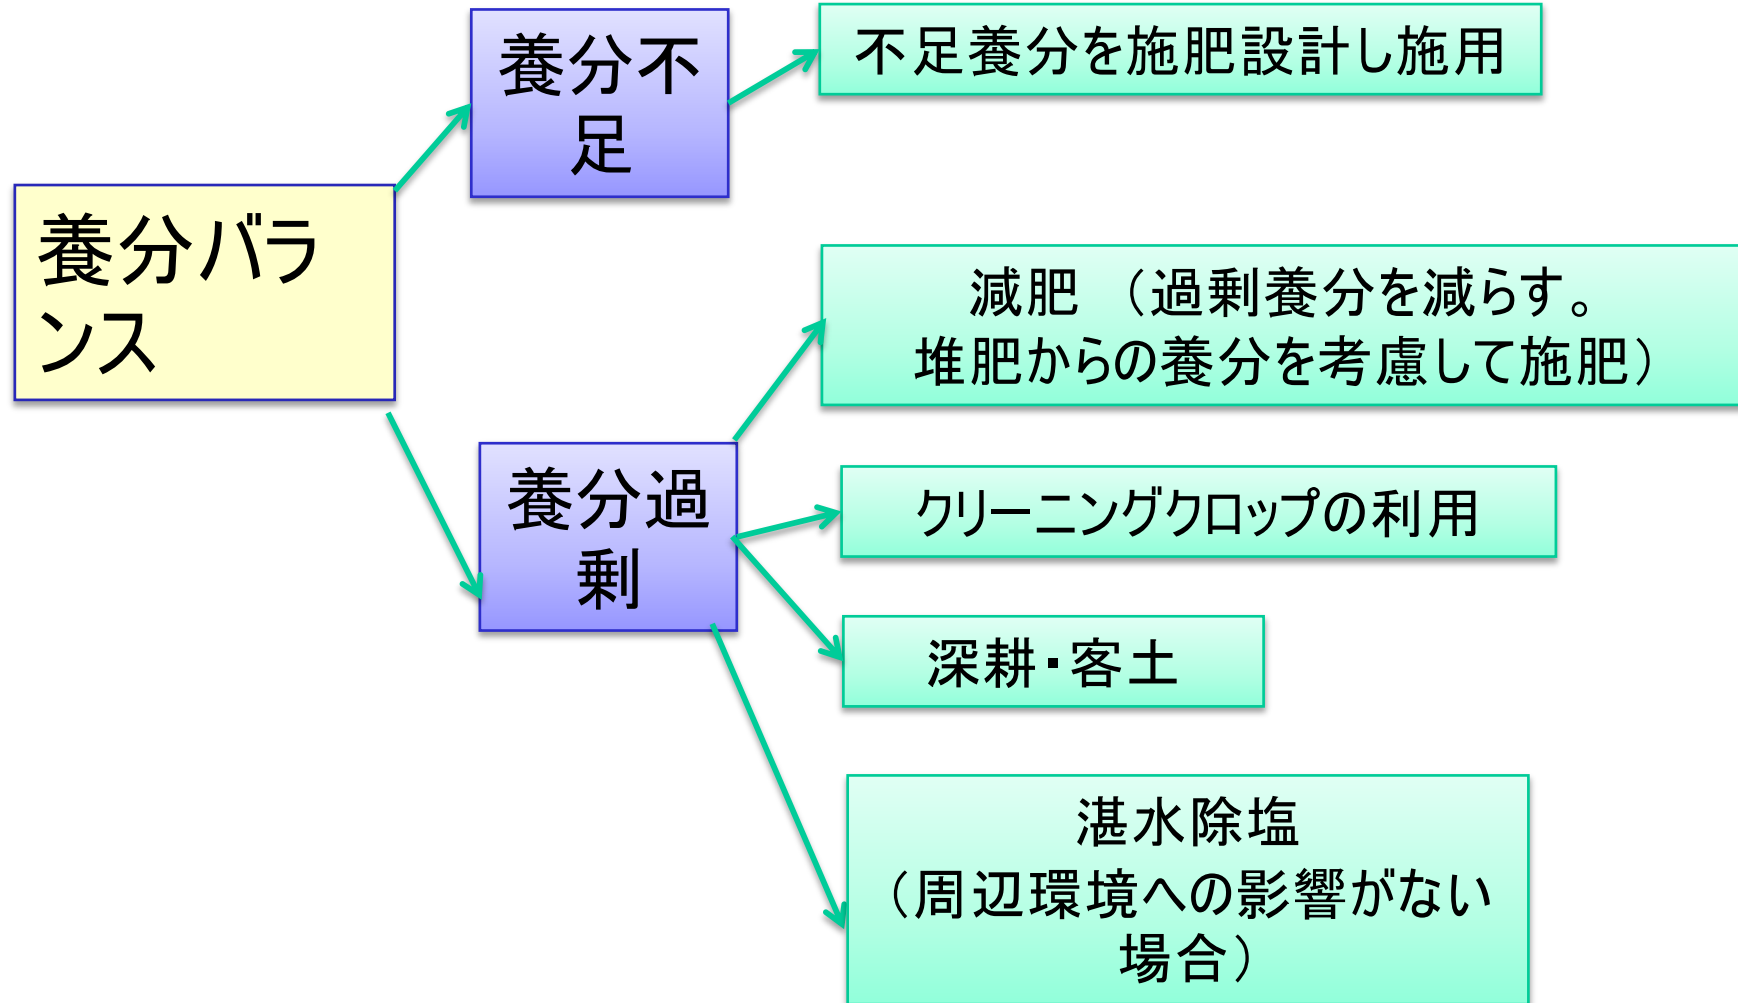 養分不
足
不足養分を施肥設計し施用
養分バラ
ンス
減肥 （過剰養分を減らす。
堆肥からの養分を考慮して施肥）
養分過
剰
クリーニングクロップの利用
深耕・客土
湛水除塩
（周辺環境への影響がない
場合）